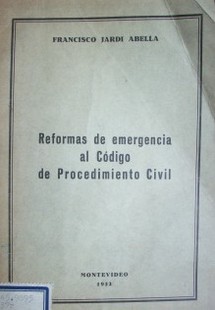 FRANCISCO JARDI ABELLA
Reformas de emergencia
al Código
de Procedimiento Civil
MONTEVIDEO